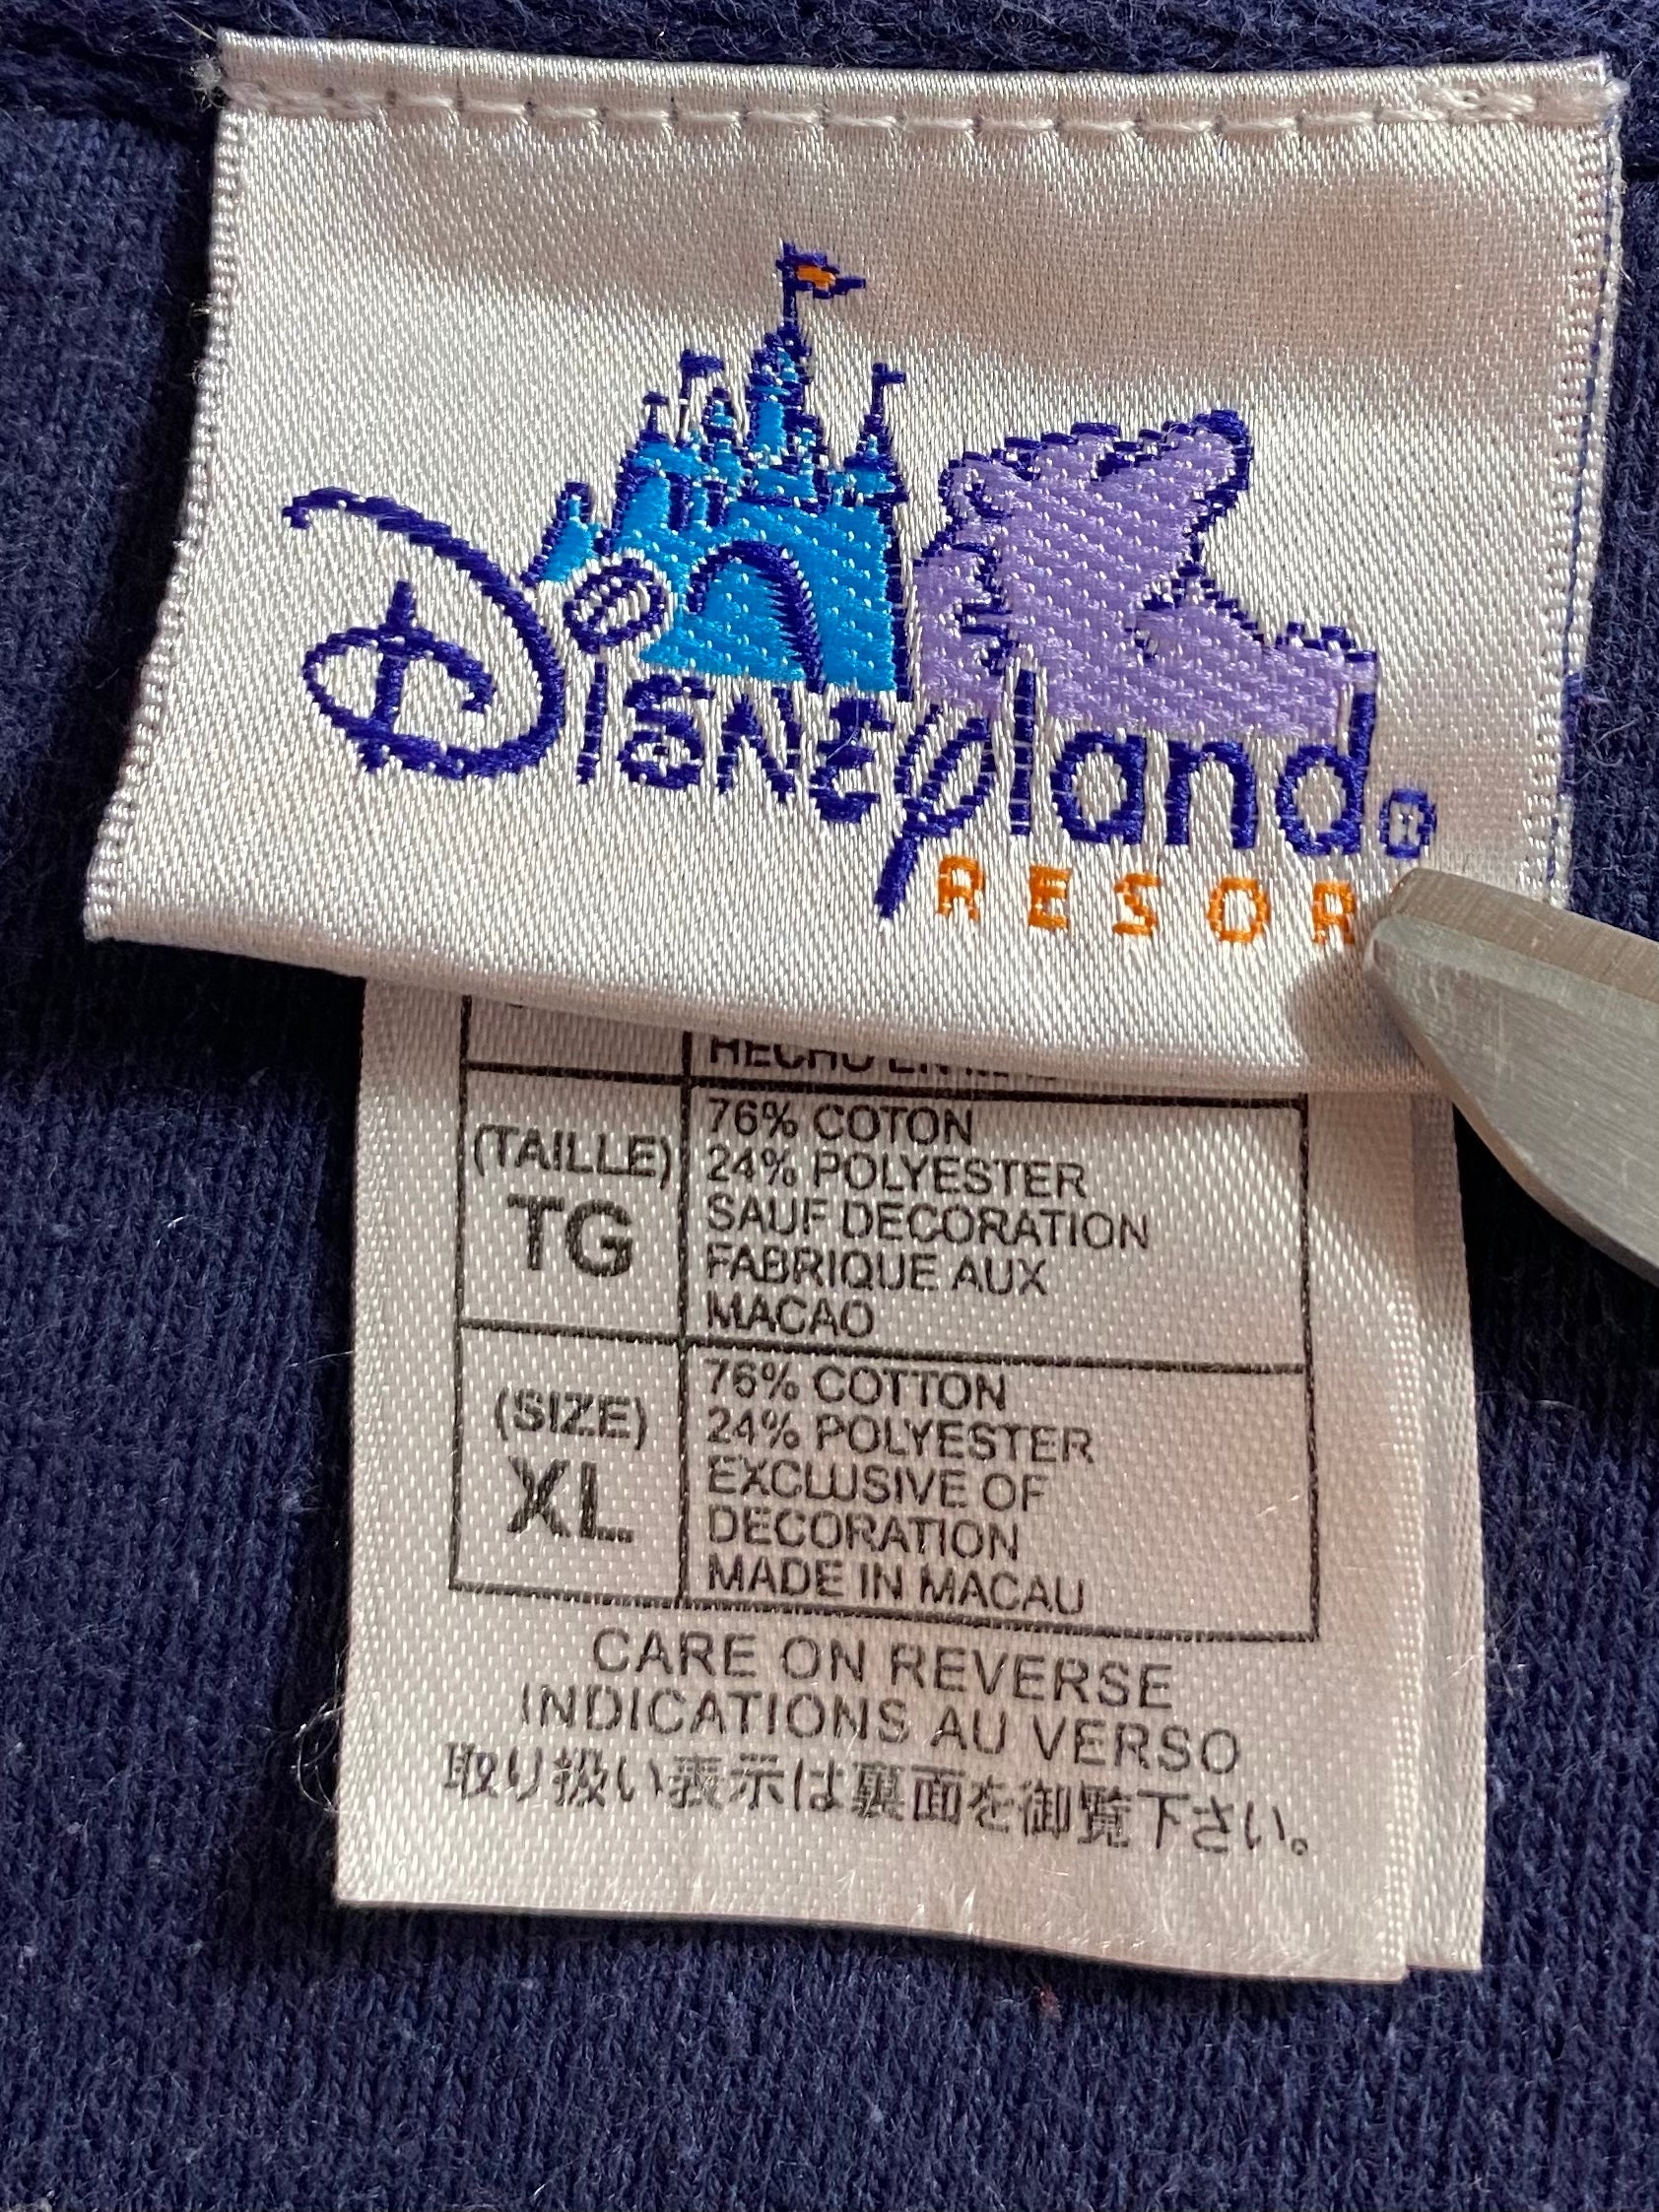 DISNEyland®
RESOR
HECHO EN
(TAILLE)
TG
76% COTON
24% POLYESTER
SAUF DECORATION
FABRIQUE AUX
MACAO
(SIZE)
XL
76% COTTON
24% POLYESTER
EXCLUSIVE OF
DECORATION
MADE IN MACAU
CARE ON REVERSE
INDICATIONS AU VERSO
取り扱い表示は裏面を御覧下さい。